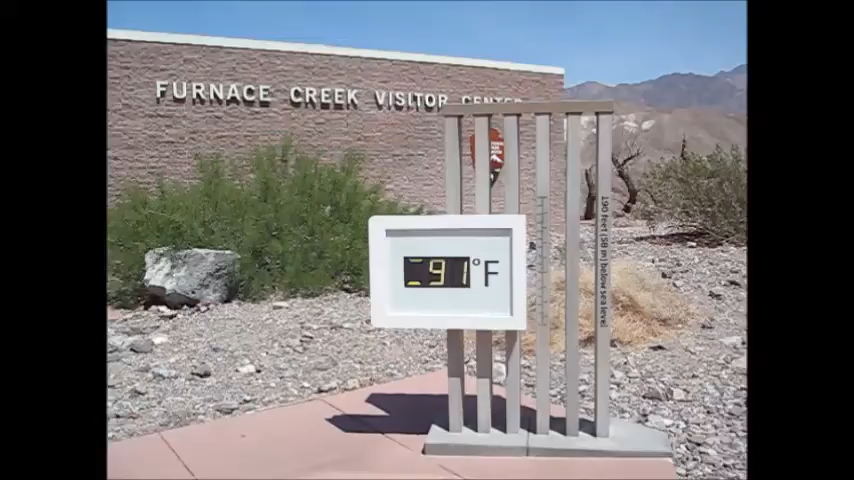 FURNACE CREEK VISITOR CENTER
91°F
190 feet (58 m) below sea level